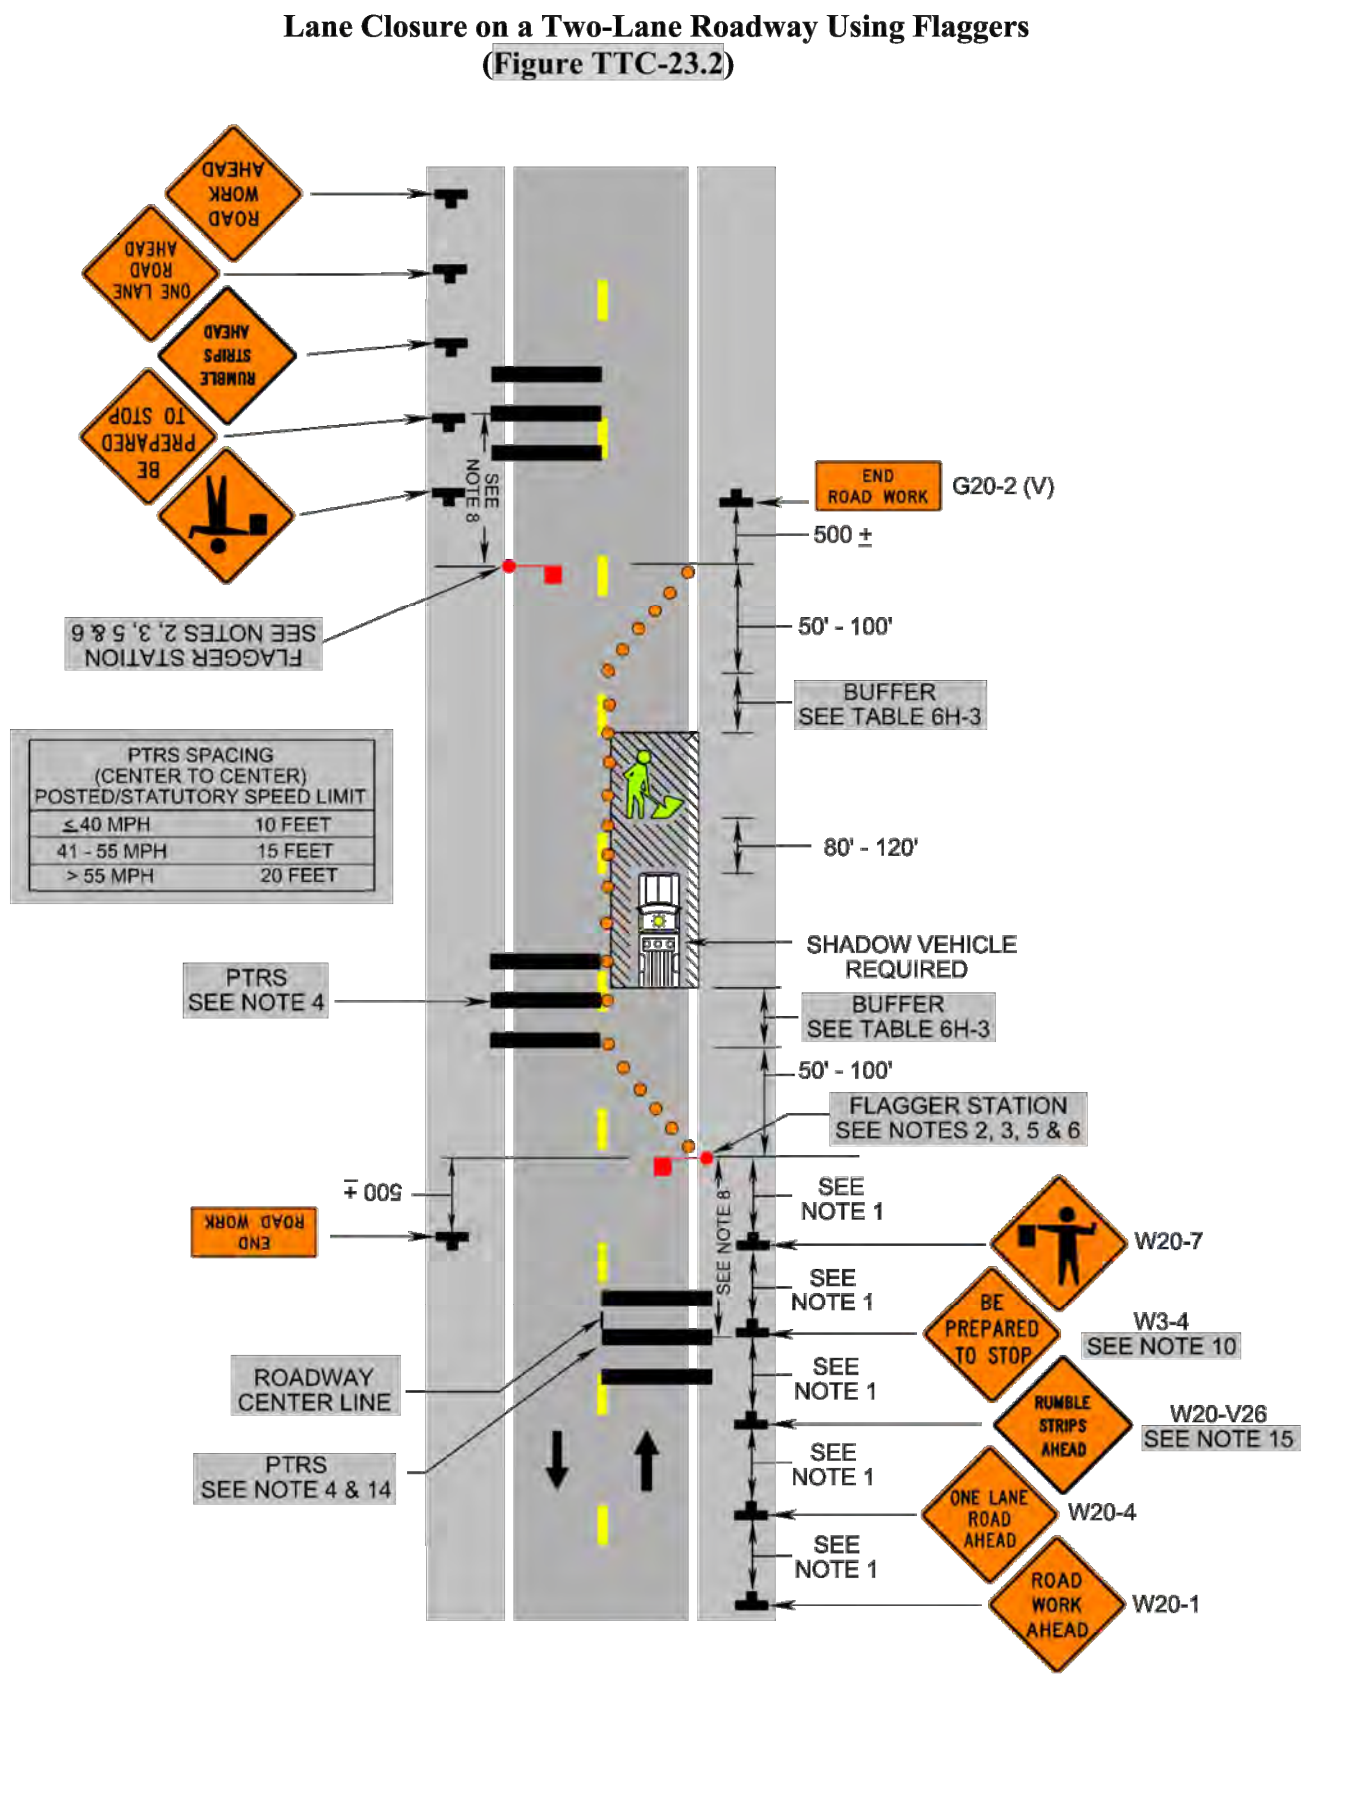 Lane Closure on a Two-Lane Roadway Using Flaggers
(Figure TTC-23.2)
ROAD
WORK
AHEAD
ONE LANE
ROAD
AHEAD
RUMBLE
STRIPS
AHEAD
BE
PREPARED
TO STOP
SEE
NOTE 8
FLAGGER STATION
SEE NOTES 2, 3, 5 & 6
END
ROAD WORK
G20-2 (V)
500 ±
50' - 100'
BUFFER
SEE TABLE 6H-3
PTRS SPACING
(CENTER TO CENTER)
POSTED/STATUTORY SPEED LIMIT
≤40 MPH 10 FEET
41 - 55 MPH 15 FEET
> 55 MPH 20 FEET
80' - 120'
SHADOW VEHICLE
REQUIRED
PTRS
SEE NOTE 4
BUFFER
SEE TABLE 6H-3
50' - 100'
FLAGGER STATION
SEE NOTES 2, 3, 5 & 6
500 ±
END
ROAD WORK
SEE NOTE 8
SEE
NOTE 1
W20-7
SEE
NOTE 1
BE
PREPARED
TO STOP
W3-4
SEE NOTE 10
ROADWAY
CENTER LINE
SEE
NOTE 1
RUMBLE
STRIPS
AHEAD
W20-V26
SEE NOTE 15
PTRS
SEE NOTE 4 & 14
SEE
NOTE 1
ONE LANE
ROAD
AHEAD
W20-4
SEE
NOTE 1
ROAD
WORK
AHEAD
W20-1